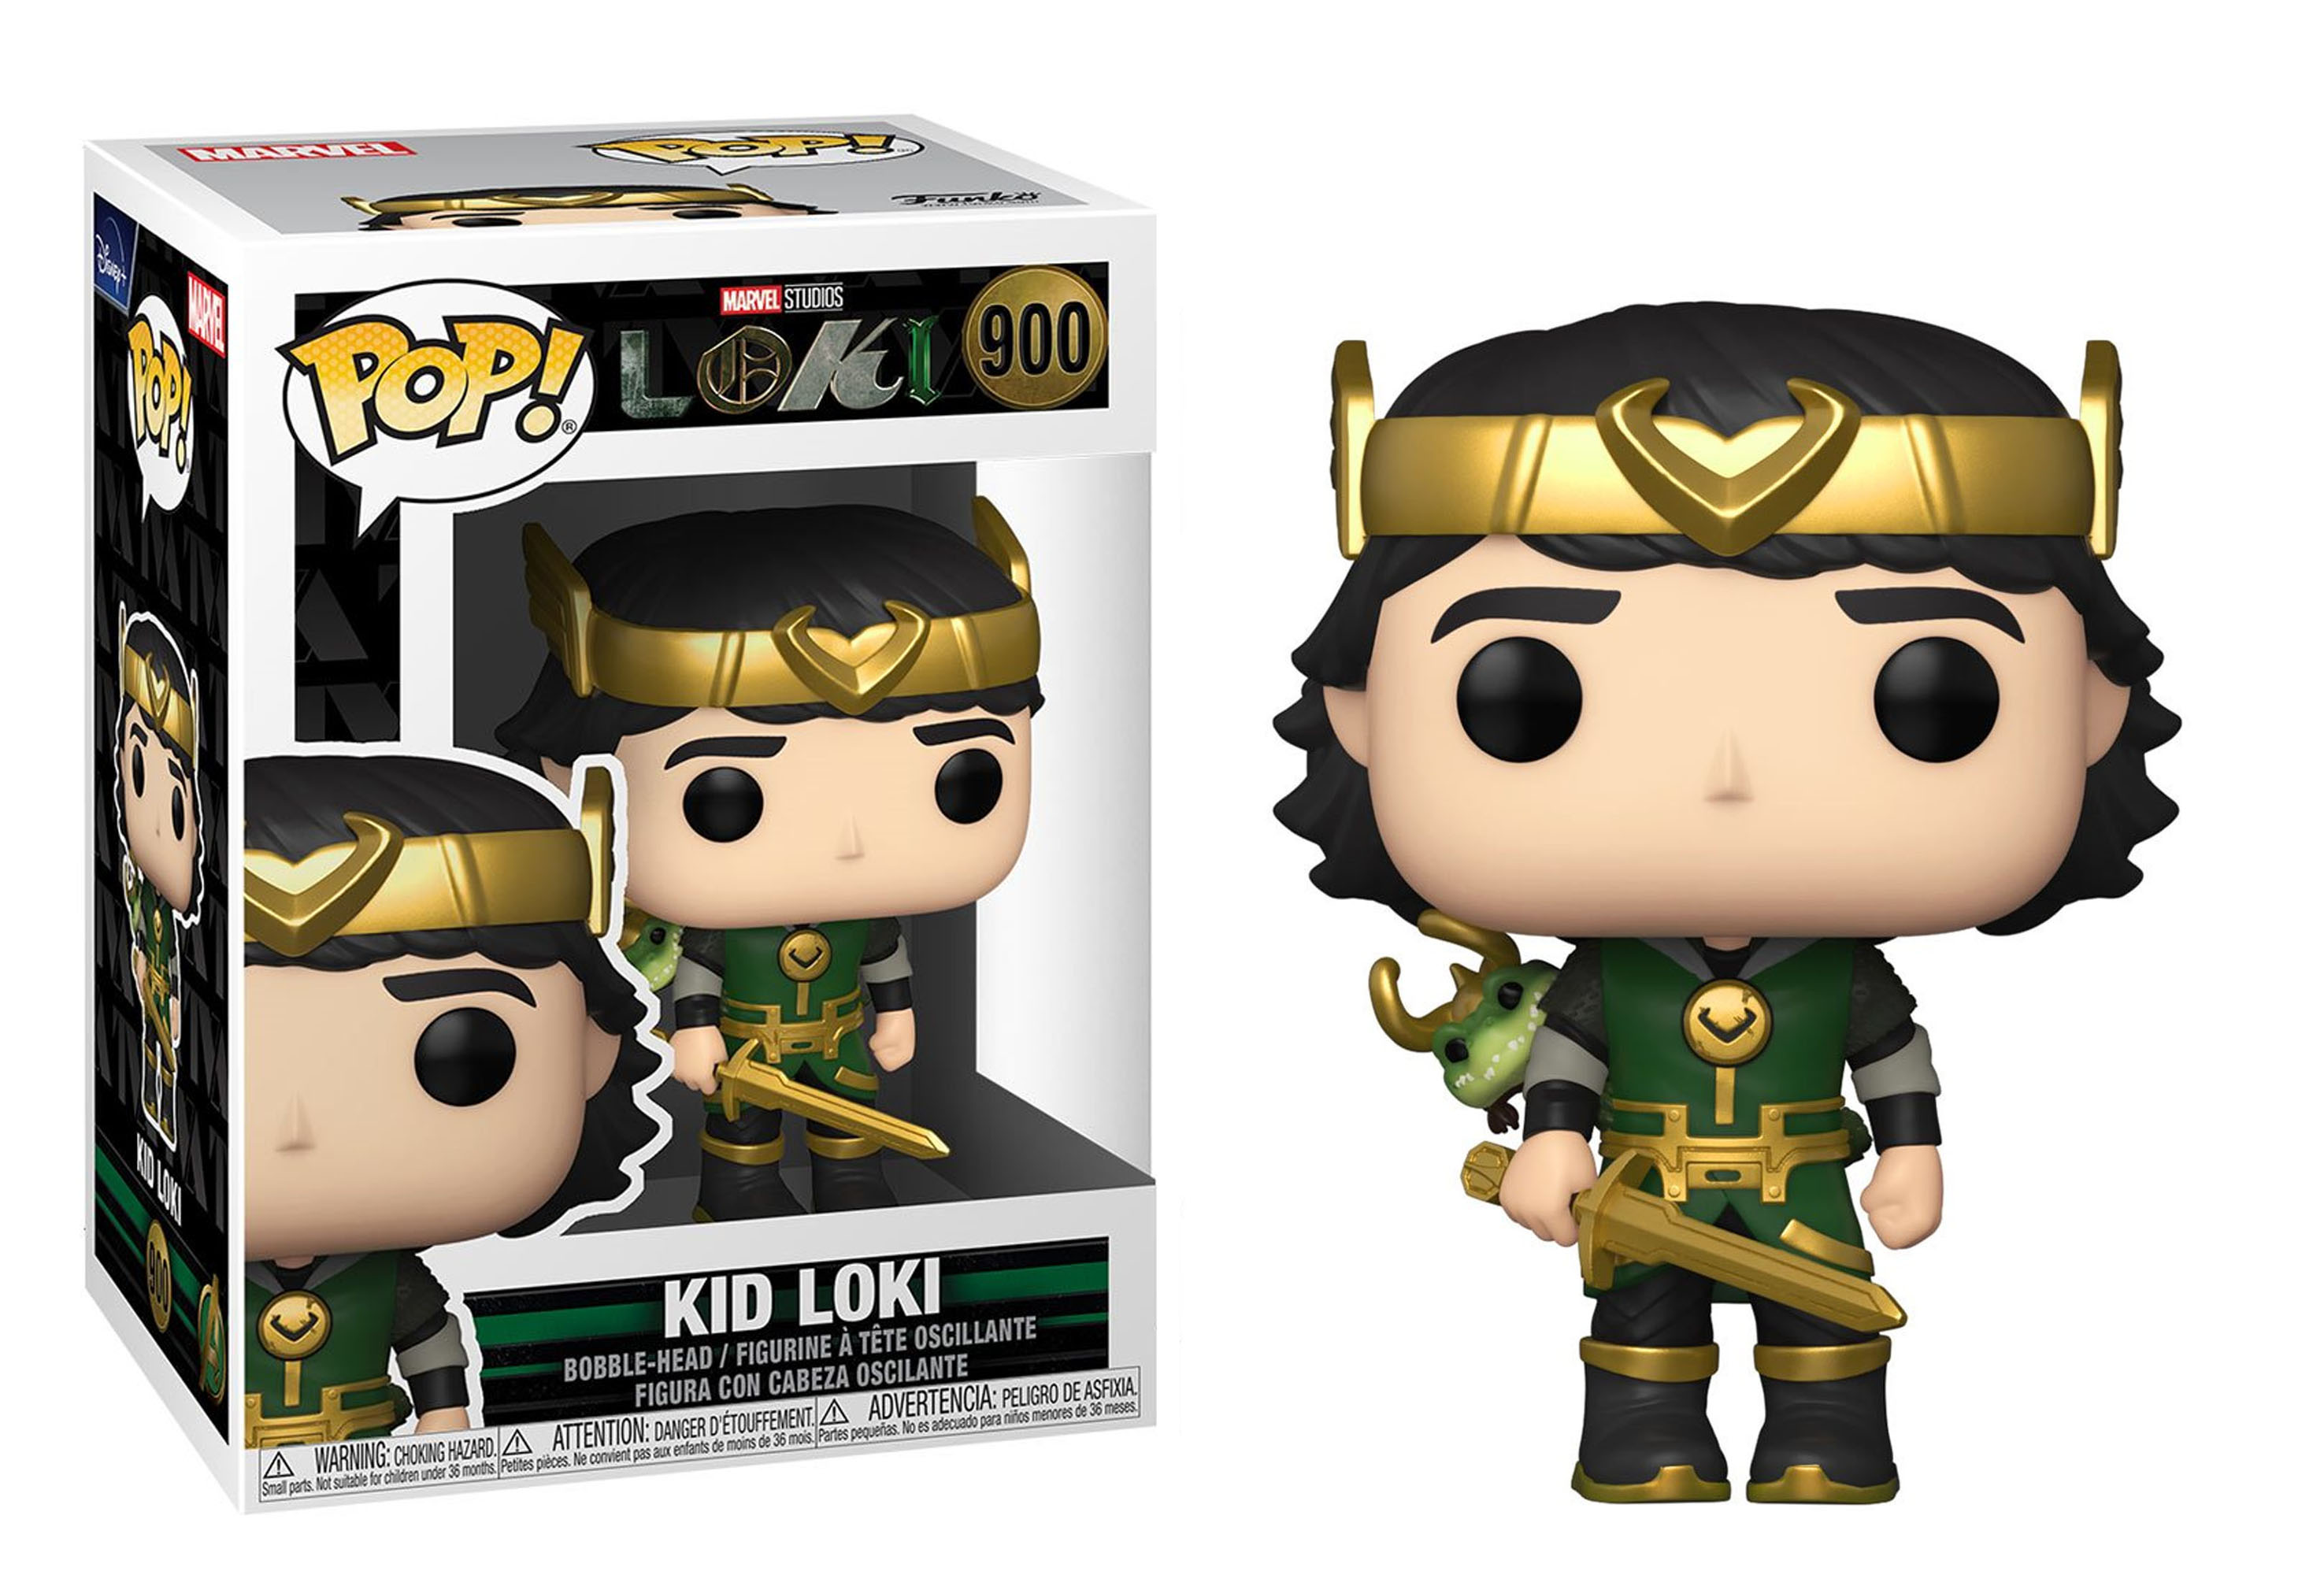 MARVEL
POP!
Funko
Disney+
MARVEL
POP!
KID LOKI
900
POP!®
MARVEL STUDIOS
LOKI
900
KID LOKI
BOBBLE-HEAD / FIGURINE À TÊTE OSCILLANTE
FIGURA CON CABEZA OSCILANTE
WARNING: CHOKING HAZARD.
Small parts. Not suitable for children under 36 months.
ATTENTION: DANGER D'ÉTOUFFEMENT.
Petites pièces. Ne convient pas aux enfants de moins de 36 mois.
ADVERTENCIA: PELIGRO DE ASFIXIA.
Partes pequeñas. No es adecuado para niños menores de 36 meses.